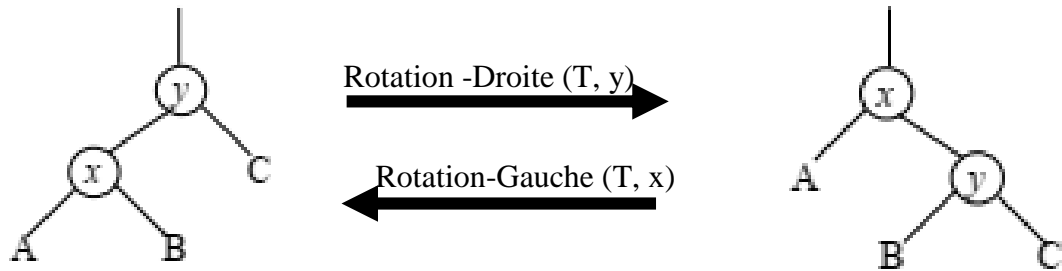 Rotation -Droite (T, y)
y
x
x
C
Rotation-Gauche (T, x)
A
y
A
B
B
C